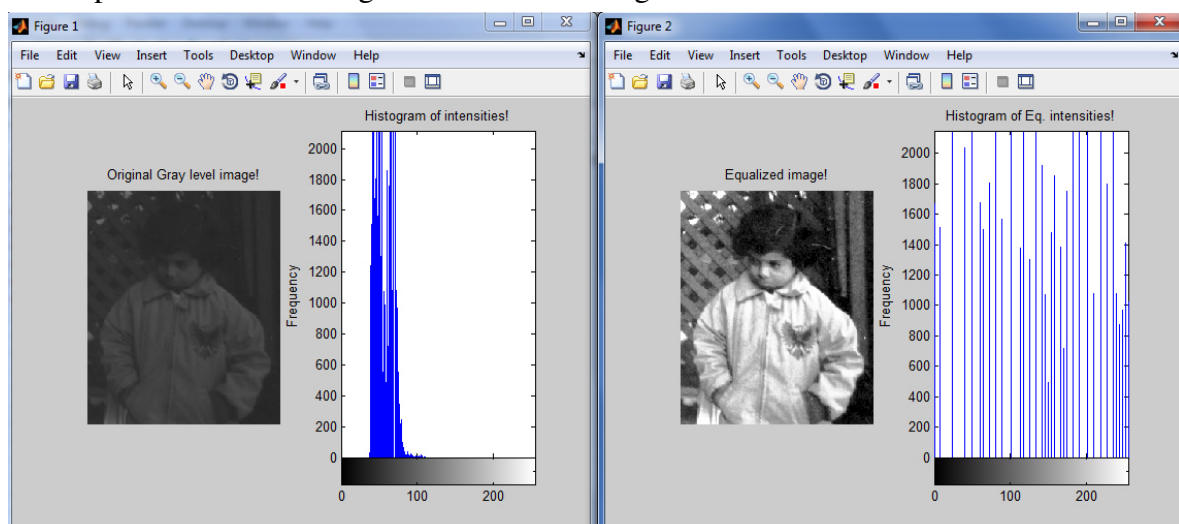 Figure 1
File Edit View Insert Tools Desktop Window Help
Histogram of intensities!
Original Gray level image!
Frequency
2000
1800
1600
1400
1200
1000
800
600
400
200
0
0 100 200
Figure 2
File Edit View Insert Tools Desktop Window Help
Histogram of Eq. intensities!
Equalized image!
Frequency
2000
1800
1600
1400
1200
1000
800
600
400
200
0
0 100 200